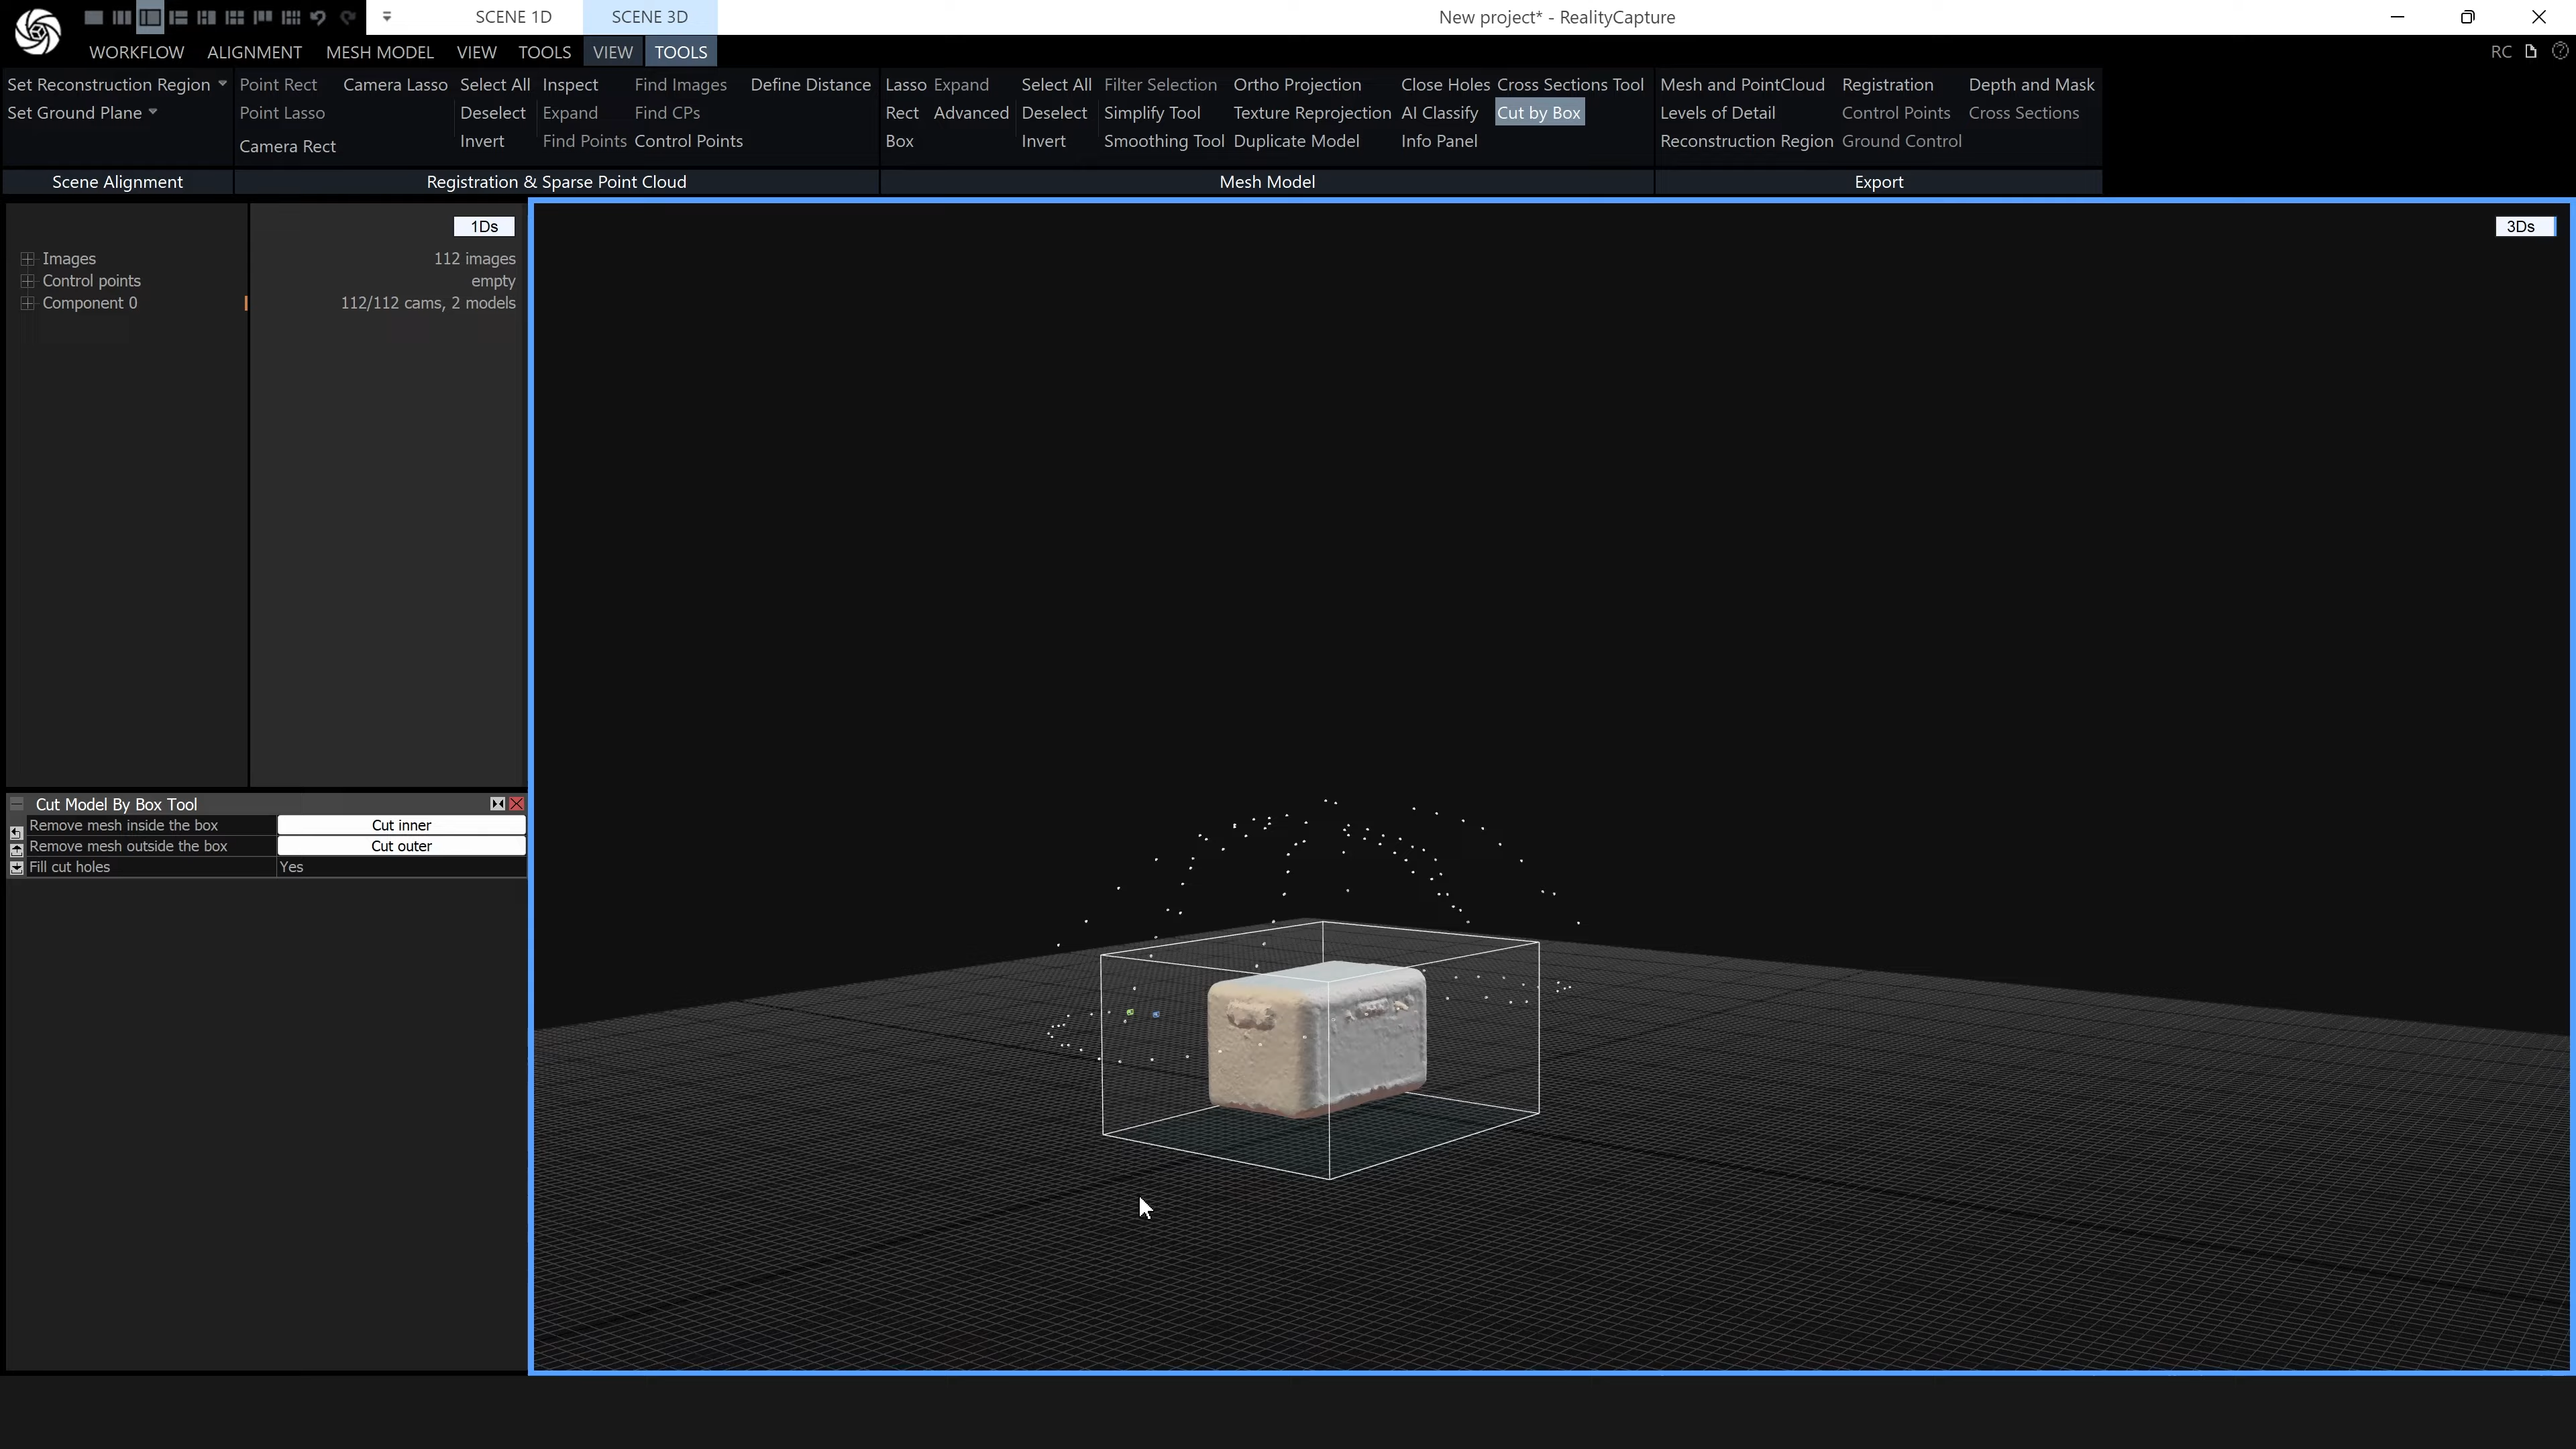 SCENE 1D SCENE 3D New project* - RealityCapture
WORKFLOW ALIGNMENT MESH MODEL VIEW TOOLS VIEW TOOLS RC
Set Reconstruction Region Point Rect Camera Lasso Select All Inspect Find Images Define Distance Lasso Expand Select All Filter Selection Ortho Projection Close Holes Cross Sections Tool Mesh and PointCloud Registration Depth and Mask
Set Ground Plane Point Lasso Deselect Expand Find CPs Rect Advanced Deselect Simplify Tool Texture Reprojection AI Classify Cut by Box Levels of Detail Control Points Cross Sections
Camera Rect Invert Find Points Control Points Box Invert Smoothing Tool Duplicate Model Info Panel Reconstruction Region Ground Control
Scene Alignment Registration & Sparse Point Cloud Mesh Model Export
1Ds 3Ds
Images 112 images
Control points empty
Component 0 112/112 cams, 2 models
Cut Model By Box Tool
Remove mesh inside the box Cut inner
Remove mesh outside the box Cut outer
Fill cut holes Yes